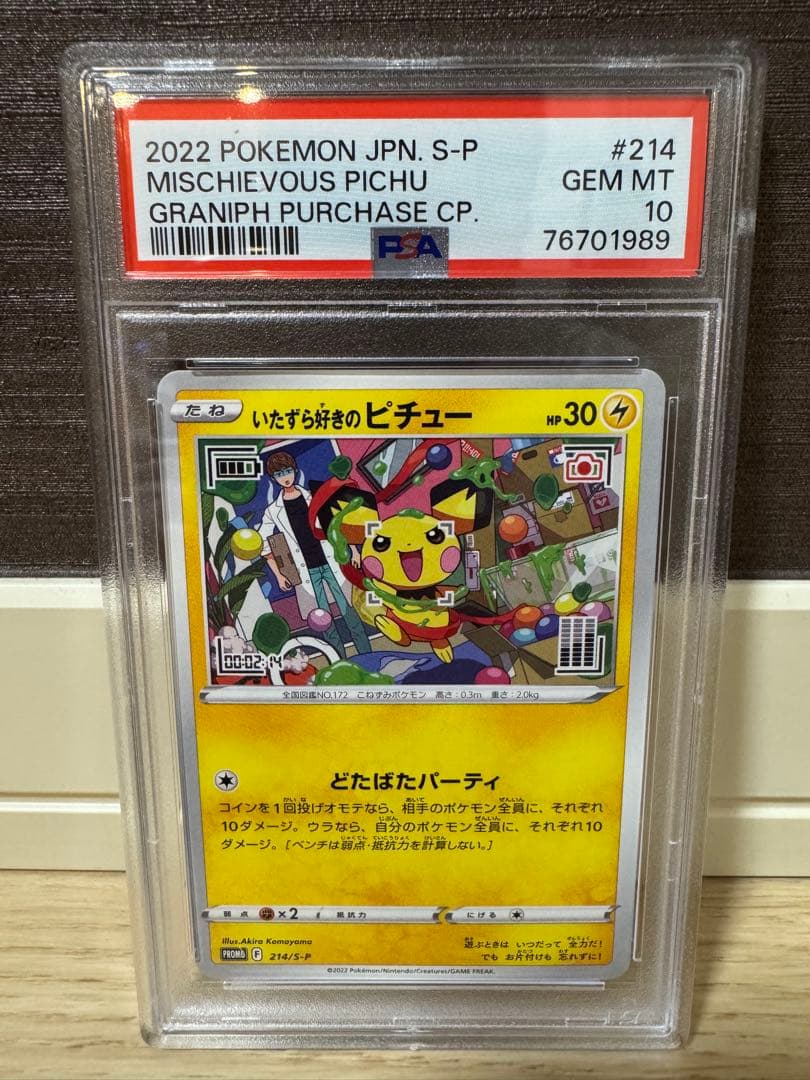 2022 POKEMON JPN. S-P #214
MISCHIEVOUS PICHU GEM MT
GRANIPH PURCHASE CP. 10
PSA 76701989
たね いたずら好きのピチュー HP30
00:02:14
全国図鑑NO.172 こねずみポケモン 高さ:0.3m 重さ:2.0kg
どたばたパーティ
コインを1回投げオモテなら、相手のポケモン全員に、それぞれ
10ダメージ。ウラなら、自分のポケモン全員に、それぞれ10
ダメージ。[ベンチは弱点・抵抗力を計算しない。]
弱点 ×2 抵抗力 にげる
Illus.Akira Komayama
PROMO F 214/S-P
遊ぶときは いつだって 全力だ!
でも お片付けも 忘れずに!
©2022 Pokémon/Nintendo/Creatures/GAME FREAK.